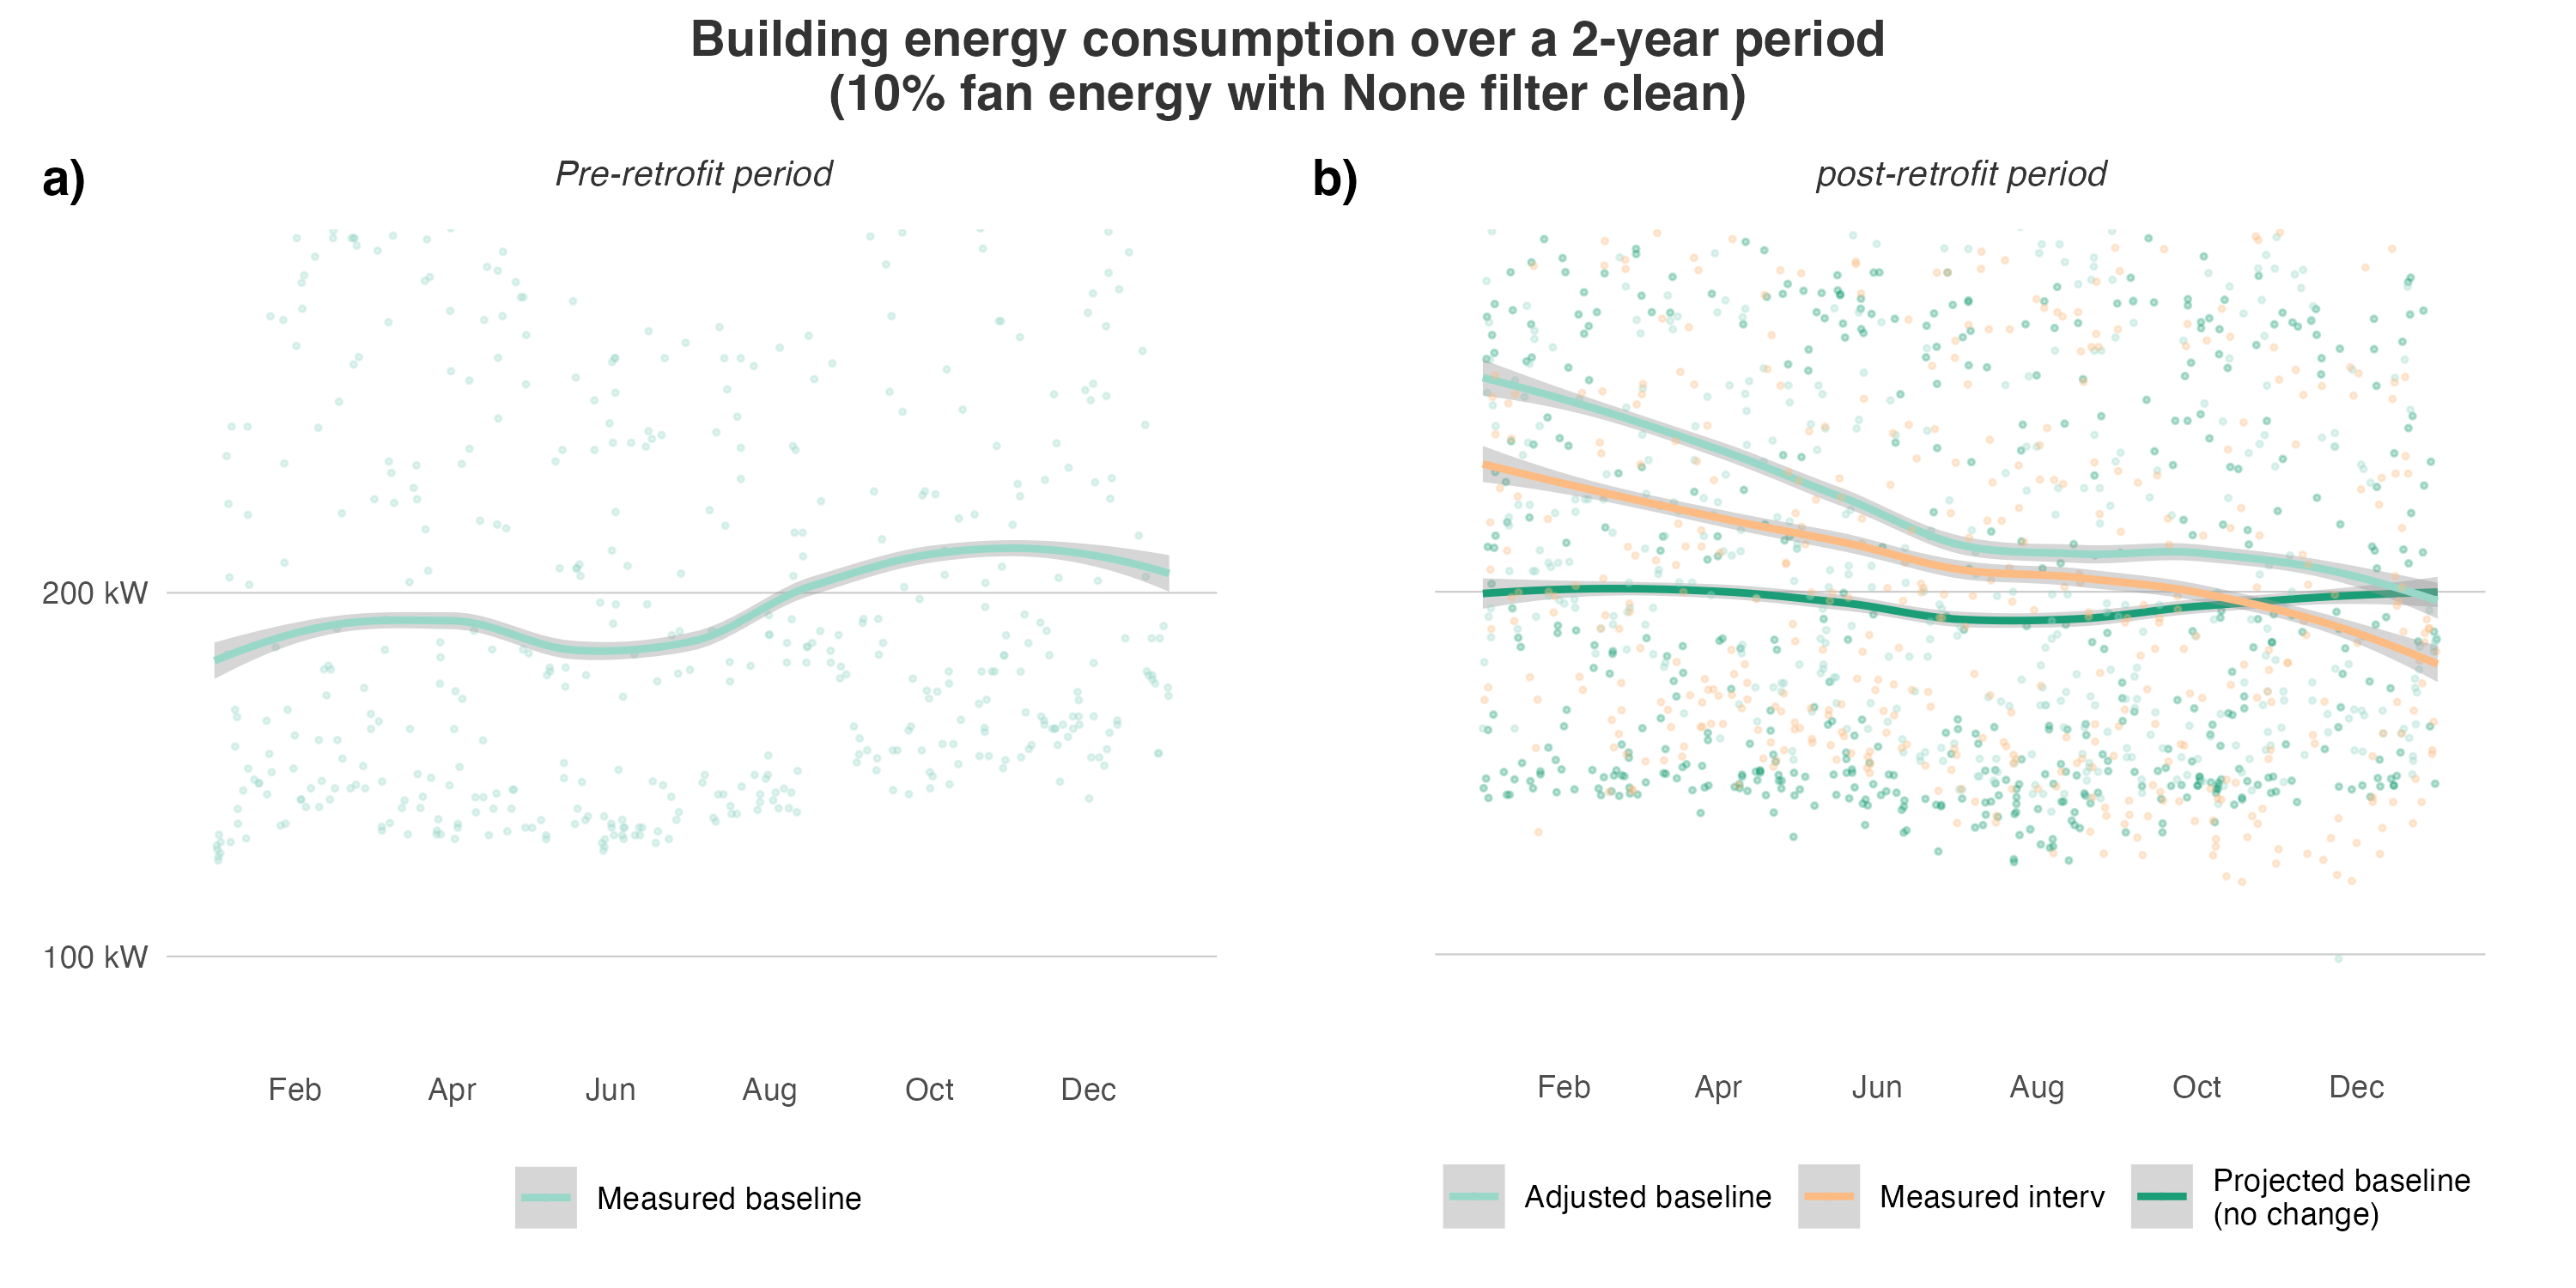 Building energy consumption over a 2-year period
(10% fan energy with None filter clean)
a)
Pre-retrofit period
200 kW
100 kW
Feb Apr Jun Aug Oct Dec
Measured baseline
b)
post-retrofit period
Feb Apr Jun Aug Oct Dec
Adjusted baseline
Measured interv
Projected baseline
(no change)